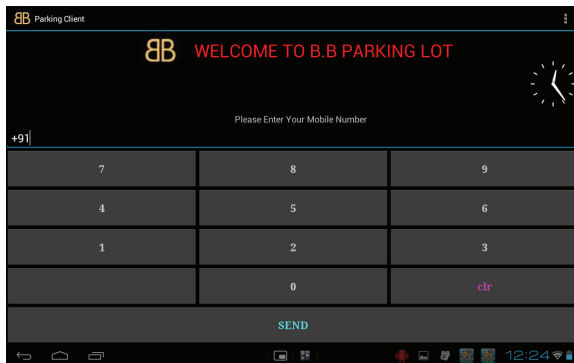 BB Parking Client
BB WELCOME TO B.B PARKING LOT
Please Enter Your Mobile Number
+91
7 8 9
4 5 6
1 2 3
0 clr
SEND
12:24